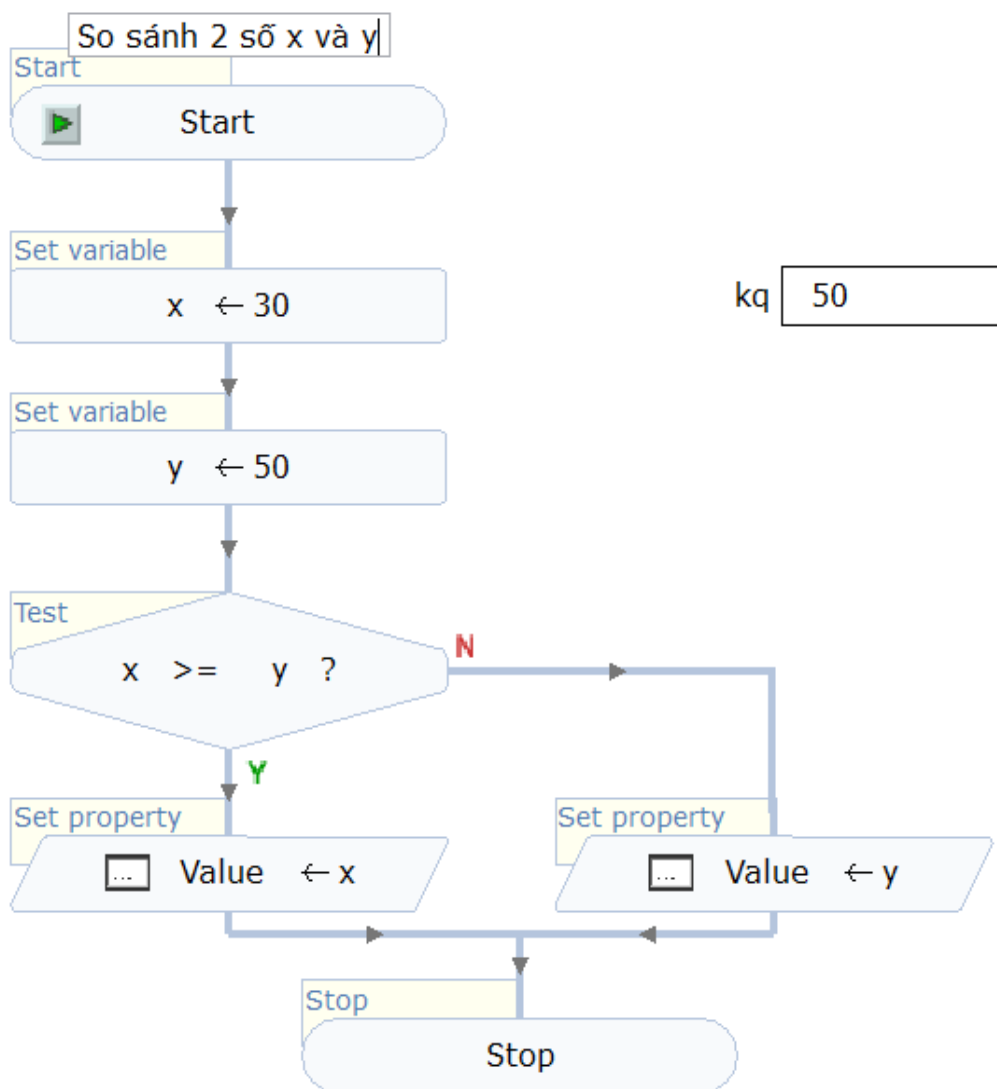 So sánh 2 số x và y
Start
Start
Set variable
x ← 30
kq 50
Set variable
y ← 50
Test
x >= y ?
N
Y
Set property
... Value ← x
Set property
... Value ← y
Stop
Stop